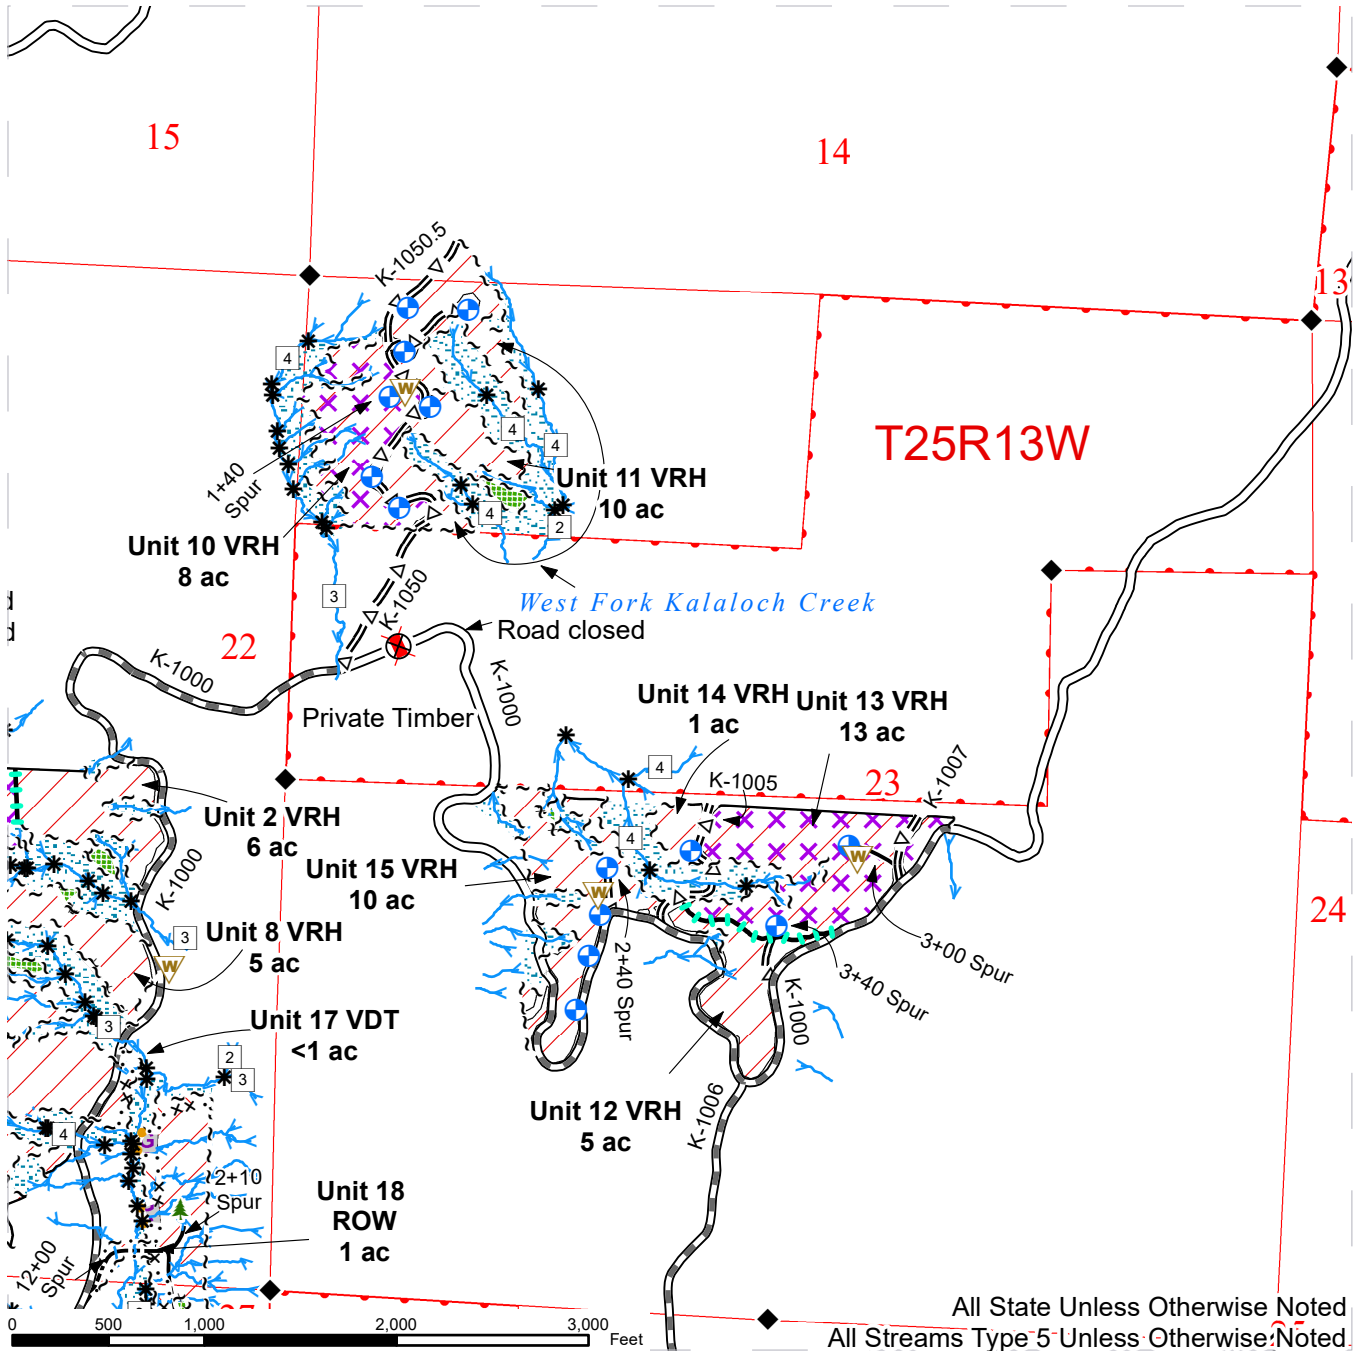 15
14
13
K-1050.5
4
T25R13W
4
4
W
1+40
Spur
Unit 11 VRH
10 ac
4
2
Unit 10 VRH
8 ac
3
K-1050
West Fork Kalaloch Creek
Road closed
22
K-1000
K-1000
Private Timber
Unit 14 VRH
1 ac
Unit 13 VRH
13 ac
4
K-1005
23
K-1007
Unit 2 VRH
6 ac
4
W
K-1000
Unit 15 VRH
10 ac
W
24
3
Unit 8 VRH
5 ac
W
2+40 Spur
3+00 Spur
3+40 Spur
K-1000
3
Unit 17 VDT
<1 ac
2
3
Unit 12 VRH
5 ac
K-1006
4
G
2+10
Spur
Unit 18
ROW
1 ac
12+00
Spur
All State Unless Otherwise Noted
All Streams Type 5 Unless Otherwise Noted
0 500 1,000 2,000 3,000
Feet